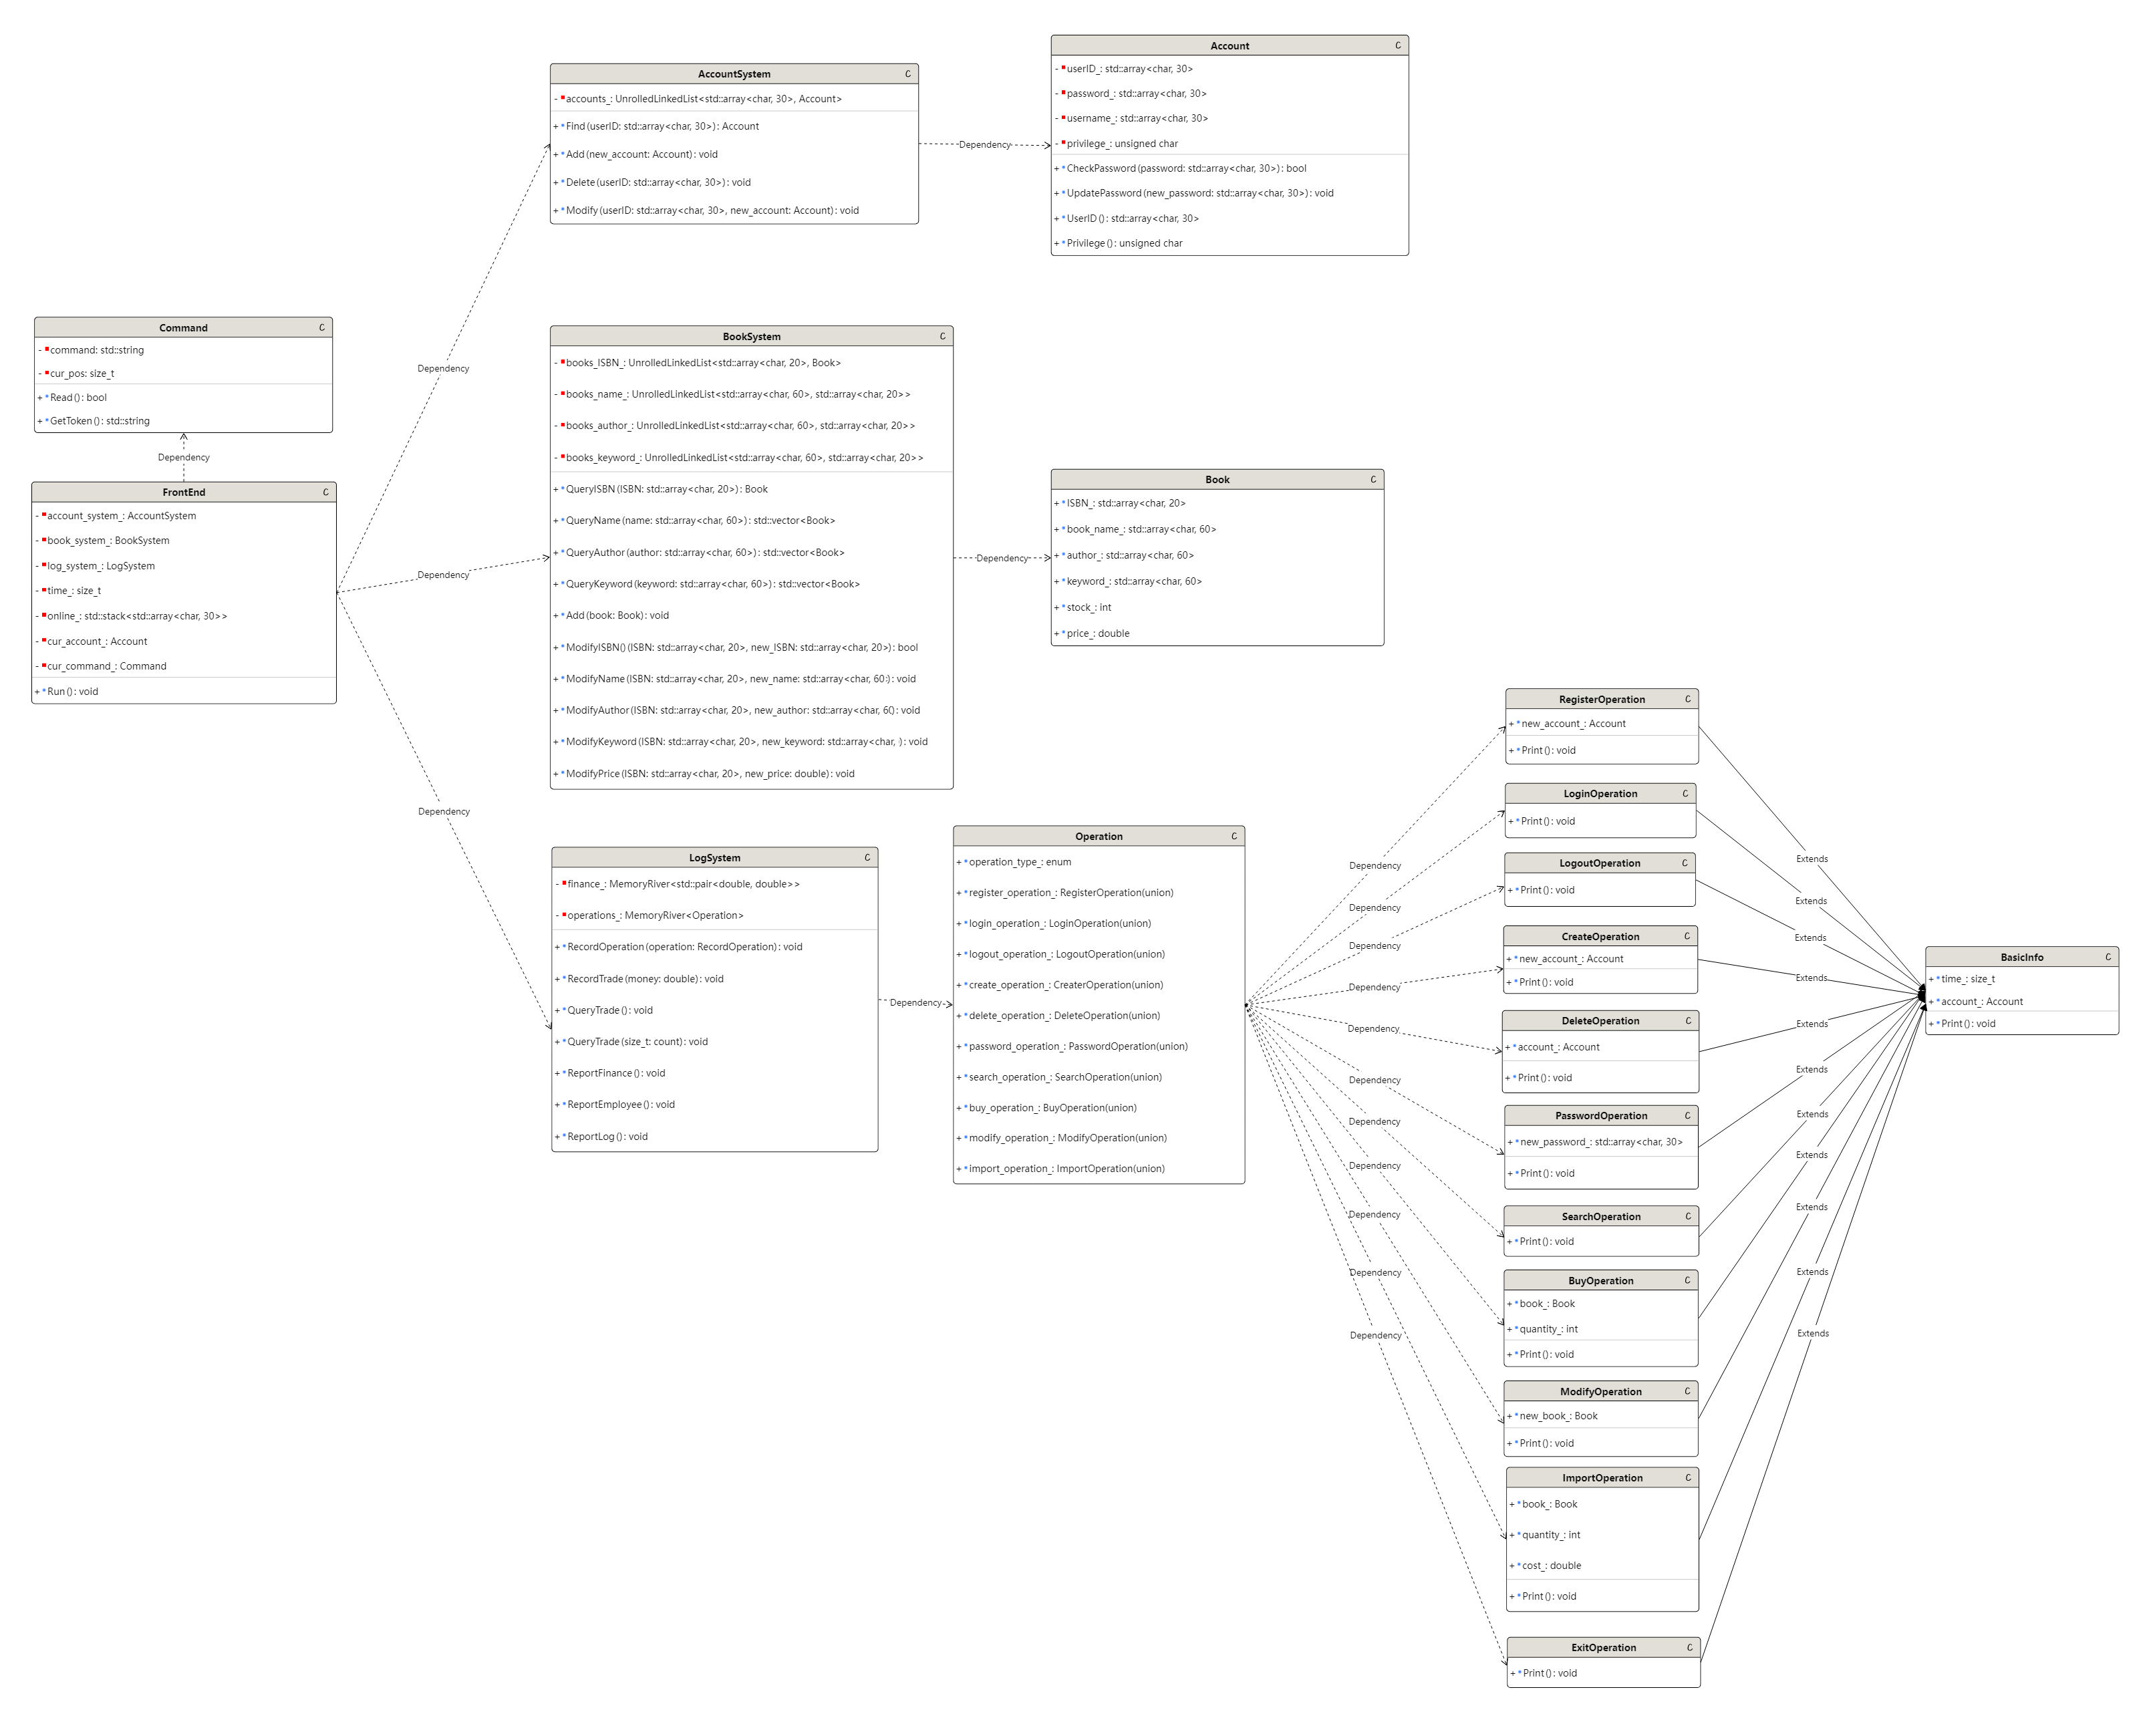 Account C
- userID_: std::array<char, 30>
- password_: std::array<char, 30>
- username_: std::array<char, 30>
- privilege_: unsigned char
+ CheckPassword(password: std::array<char, 30>): bool
+ UpdatePassword(new_password: std::array<char, 30>): void
+ UserID(): std::array<char, 30>
+ Privilege(): unsigned char
AccountSystem C
- accounts_: UnrolledLinkedList<std::array<char, 30>, Account>
+ Find(userID: std::array<char, 30>): Account
+ Add(new_account: Account): void
+ Delete(userID: std::array<char, 30>): void
+ Modify(userID: std::array<char, 30>, new_account: Account): void
Dependency
Dependency
Command C
- command: std::string
- cur_pos: size_t
+ Read(): bool
+ GetToken(): std::string
Dependency
FrontEnd C
- account_system_: AccountSystem
- book_system_: BookSystem
- log_system_: LogSystem
- time_: size_t
- online_: std::stack<std::array<char, 30>>
- cur_account_: Account
- cur_command_: Command
+ Run(): void
Dependency
Dependency
BookSystem C
- books_ISBN_: UnrolledLinkedList<std::array<char, 20>, Book>
- books_name_: UnrolledLinkedList<std::array<char, 60>, std::array<char, 20>>
- books_author_: UnrolledLinkedList<std::array<char, 60>, std::array<char, 20>>
- books_keyword_: UnrolledLinkedList<std::array<char, 60>, std::array<char, 20>>
+ QueryISBN(ISBN: std::array<char, 20>): Book
+ QueryName(name: std::array<char, 60>): std::vector<Book>
+ QueryAuthor(author: std::array<char, 60>): std::vector<Book>
+ QueryKeyword(keyword: std::array<char, 60>): std::vector<Book>
+ Add(book: Book): void
+ ModifyISBN()(ISBN: std::array<char, 20>, new_ISBN: std::array<char, 20>): bool
+ ModifyName(ISBN: std::array<char, 20>, new_name: std::array<char, 60:): void
+ ModifyAuthor(ISBN: std::array<char, 20>, new_author: std::array<char, 6(): void
+ ModifyKeyword(ISBN: std::array<char, 20>, new_keyword: std::array<char, ): void
+ ModifyPrice(ISBN: std::array<char, 20>, new_price: double): void
Dependency
Book C
+ ISBN_: std::array<char, 20>
+ book_name_: std::array<char, 60>
+ author_: std::array<char, 60>
+ keyword_: std::array<char, 60>
+ stock_: int
+ price_: double
LogSystem C
- finance_: MemoryRiver<std::pair<double, double>>
- operations_: MemoryRiver<Operation>
+ RecordOperation(operation: RecordOperation): void
+ RecordTrade(money: double): void
+ QueryTrade(): void
+ QueryTrade(size_t: count): void
+ ReportFinance(): void
+ ReportEmployee(): void
+ ReportLog(): void
Dependency
Operation C
+ operation_type_: enum
+ register_operation_: RegisterOperation(union)
+ login_operation_: LoginOperation(union)
+ logout_operation_: LogoutOperation(union)
+ create_operation_: CreaterOperation(union)
+ delete_operation_: DeleteOperation(union)
+ password_operation_: PasswordOperation(union)
+ search_operation_: SearchOperation(union)
+ buy_operation_: BuyOperation(union)
+ modify_operation_: ModifyOperation(union)
+ import_operation_: ImportOperation(union)
Dependency
Dependency
Dependency
Dependency
Dependency
Dependency
Dependency
Dependency
Dependency
Dependency
Dependency
RegisterOperation C
+ new_account_: Account
+ Print(): void
LoginOperation C
+ Print(): void
LogoutOperation C
+ Print(): void
CreateOperation C
+ new_account_: Account
+ Print(): void
DeleteOperation C
+ account_: Account
+ Print(): void
PasswordOperation C
+ new_password_: std::array<char, 30>
+ Print(): void
SearchOperation C
+ Print(): void
BuyOperation C
+ book_: Book
+ quantity_: int
+ Print(): void
ModifyOperation C
+ new_book_: Book
+ Print(): void
ImportOperation C
+ book_: Book
+ quantity_: int
+ cost_: double
+ Print(): void
ExitOperation C
+ Print(): void
Extends
Extends
Extends
Extends
Extends
Extends
Extends
Extends
Extends
Extends
Extends
BasicInfo C
+ time_: size_t
+ account_: Account
+ Print(): void